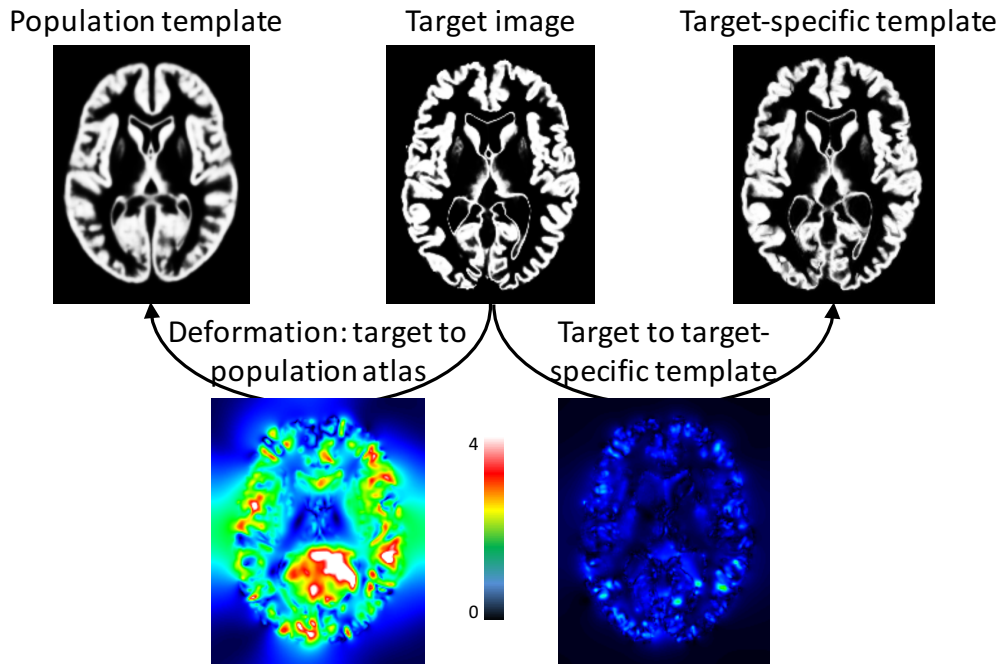 Population template
Target image
Target-specific template
Deformation: target to
population atlas
Target to target-
specific template
4
0